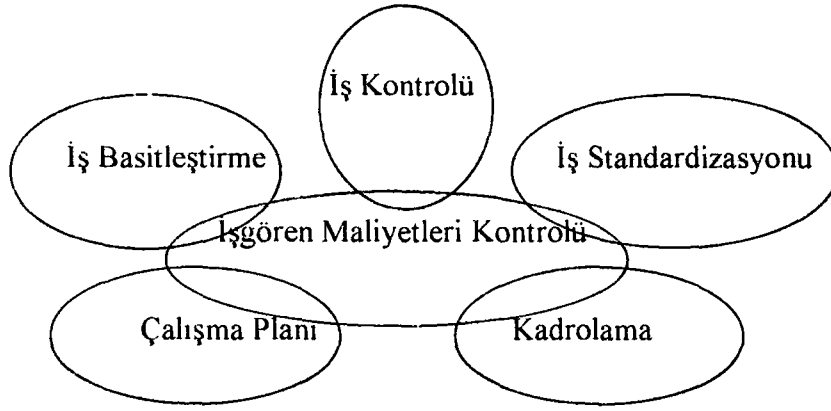 İş Kontrolü
İş Basitleştirme
İş Standardizasyonu
İşgören Maliyetleri Kontrolü
Çalışma Planı
Kadrolama